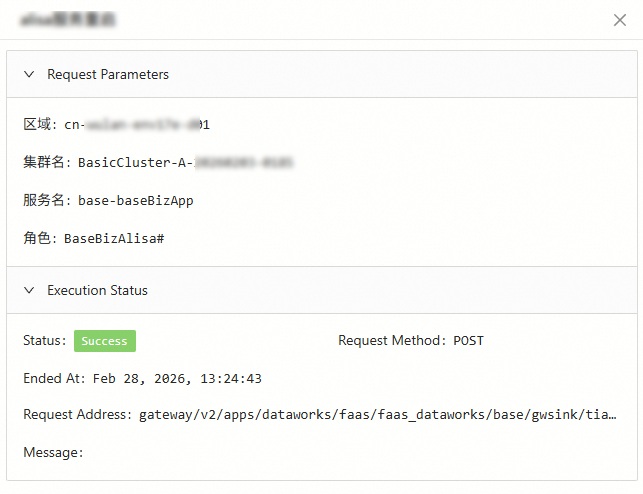 Request Parameters
区域: cn-
集群名: BasicCluster-A-
服务名: base-baseBizApp
角色: BaseBizAlisa#
Execution Status
Status: Success Request Method: POST
Ended At: Feb 28, 2026, 13:24:43
Request Address: gateway/v2/apps/dataworks/faas/faas_dataworks/base/gwsink/tia…
Message: